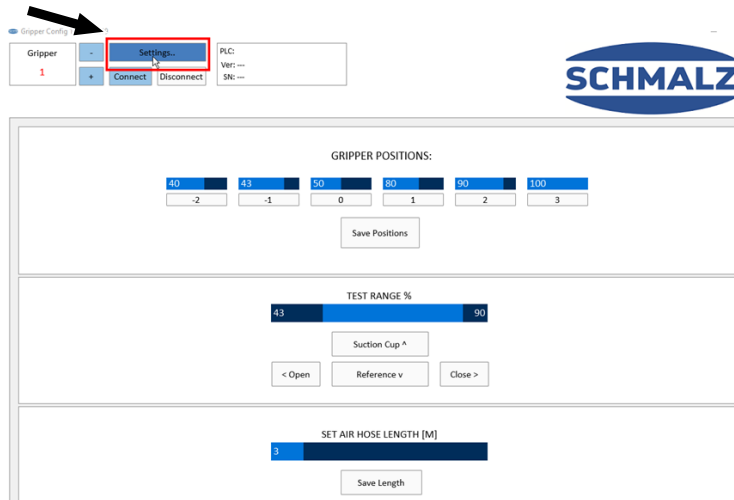 Gripper Config
Gripper
1
-
+
Settings..
Connect
Disconnect
PLC:
Ver: ---
SN: ---
SCHMALZ
GRIPPER POSITIONS:
40 43 50 80 90 100
-2 -1 0 1 2 3
Save Positions
TEST RANGE %
43 90
Suction Cup ^
< Open Reference v Close >
SET AIR HOSE LENGTH [M]
3
Save Length